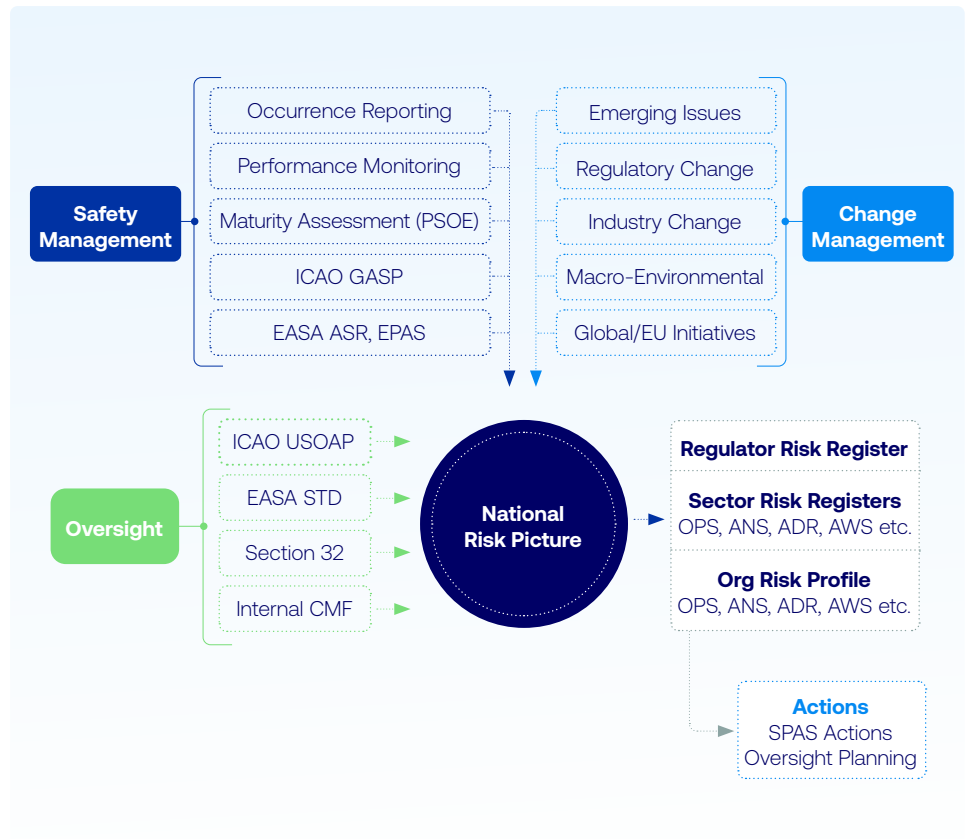 Safety
Management
Occurrence Reporting
Performance Monitoring
Maturity Assessment (PSOE)
ICAO GASP
EASA ASR, EPAS
Emerging Issues
Regulatory Change
Industry Change
Macro-Environmental
Global/EU Initiatives
Change
Management
Oversight
ICAO USOAP
EASA STD
Section 32
Internal CMF
National
Risk Picture
Regulator Risk Register
Sector Risk Registers
OPS, ANS, ADR, AWS etc.
Org Risk Profile
OPS, ANS, ADR, AWS etc.
Actions
SPAS Actions
Oversight Planning